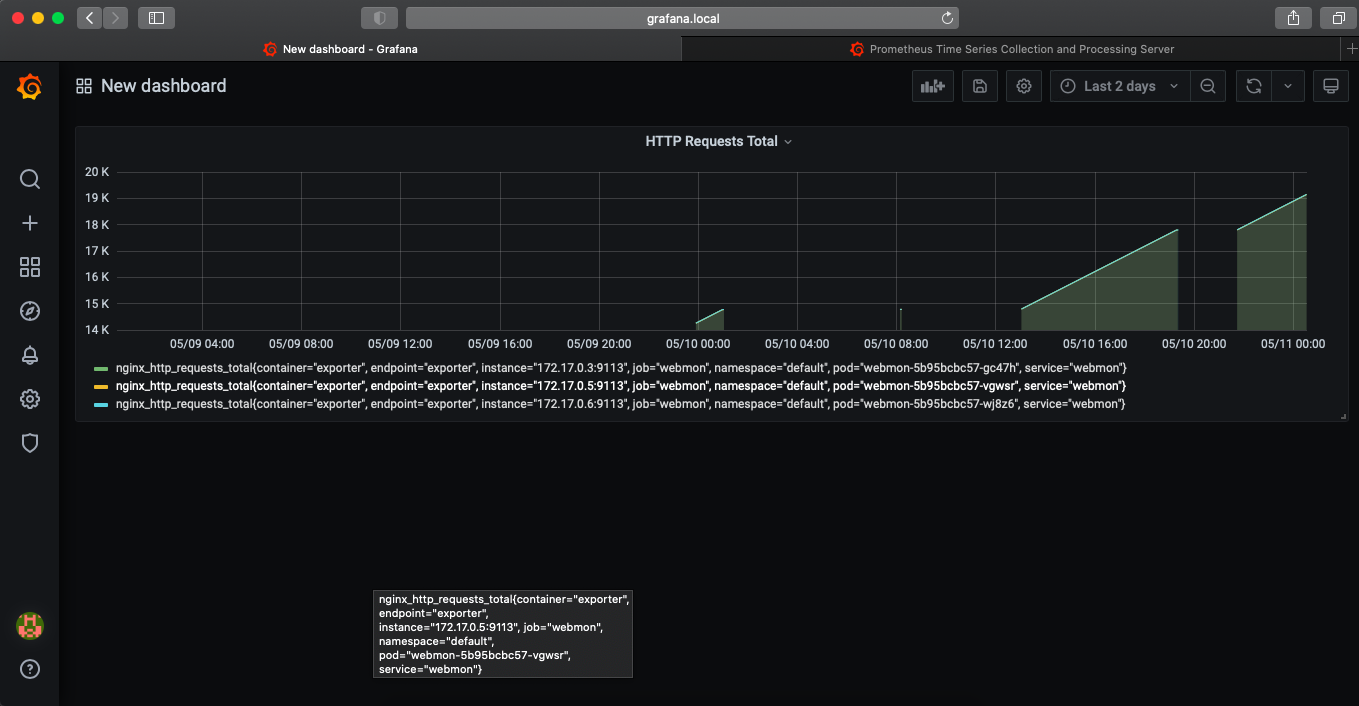 grafana.local
New dashboard - Grafana
Prometheus Time Series Collection and Processing Server
New dashboard
Last 2 days
HTTP Requests Total
20 K
19 K
18 K
17 K
16 K
15 K
14 K
05/09 04:00 05/09 08:00 05/09 12:00 05/09 16:00 05/09 20:00 05/10 00:00 05/10 04:00 05/10 08:00 05/10 12:00 05/10 16:00 05/10 20:00 05/11 00:00
nginx_http_requests_total{container="exporter", endpoint="exporter", instance="172.17.0.3:9113", job="webmon", namespace="default", pod="webmon-5b95bcbc57-gc47h", service="webmon"}
nginx_http_requests_total{container="exporter", endpoint="exporter", instance="172.17.0.5:9113", job="webmon", namespace="default", pod="webmon-5b95bcbc57-vgwsr", service="webmon"}
nginx_http_requests_total{container="exporter", endpoint="exporter", instance="172.17.0.6:9113", job="webmon", namespace="default", pod="webmon-5b95bcbc57-wj8z6", service="webmon"}
nginx_http_requests_total{container="exporter",
endpoint="exporter",
instance="172.17.0.5:9113", job="webmon",
namespace="default",
pod="webmon-5b95bcbc57-vgwsr",
service="webmon"}